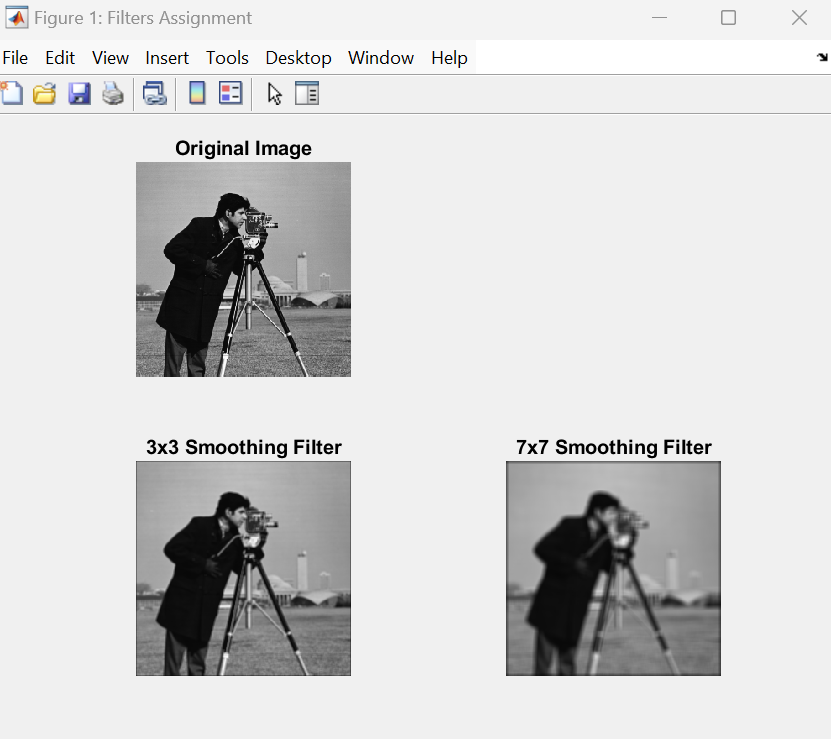 Figure 1: Filters Assignment
File Edit View Insert Tools Desktop Window Help
Original Image
3x3 Smoothing Filter 7x7 Smoothing Filter